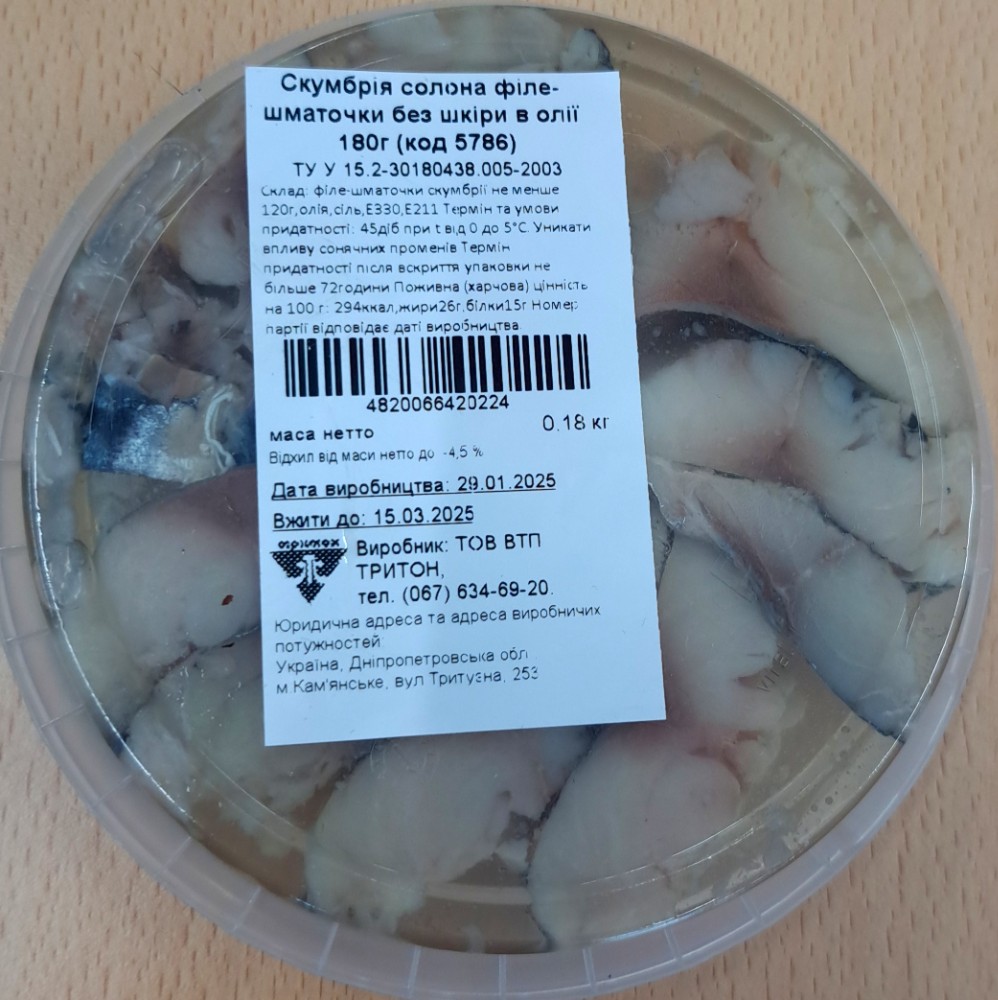 Скумбрія солона філе-
шматочки без шкіри в олії
180г (код 5786)
ТУ У 15.2-30180438.005-2003
Склад: філе-шматочки скумбрії не менше
120г,олія,сіль,Е330,Е211 Термін та умови
придатності: 45діб при t від 0 до 5°С. Уникати
впливу сонячних променів Термін
придатності після вскриття упаковки не
більше 72години Поживна (харчова) цінність
на 100 г.: 294ккал,жири26г,білки15г Номер
партії відповідає даті виробництва.
4820066420224
маса нетто 0.18 кг
Відхил від маси нетто до -4,5 %
Дата виробництва: 29.01.2025
Вжити до: 15.03.2025
Виробник: ТОВ ВТП
ТРИТОН,
тел. (067) 634-69-20.
Юридична адреса та адреса виробничих
потужностей:
Україна, Дніпропетровська обл
м.Кам'янське, вул Тритузна, 253